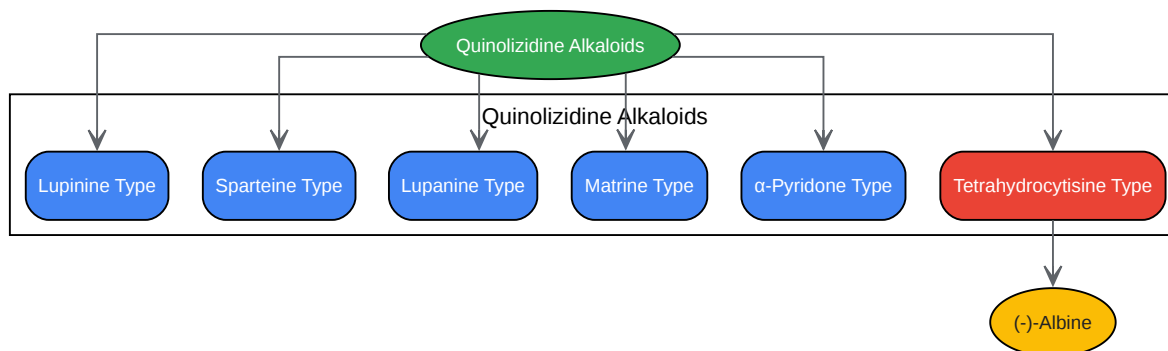 Quinolizidine Alkaloids
Quinolizidine Alkaloids
Lupinine Type
Sparteine Type
Lupanine Type
Matrine Type
α-Pyridone Type
Tetrahydrocytisine Type
(-)-Albine